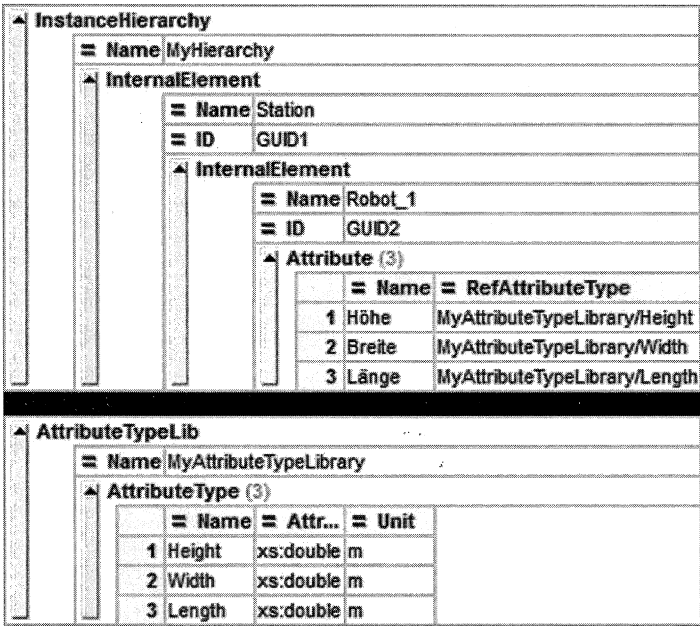 InstanceHierarchy
= Name MyHierarchy
InternalElement
= Name Station
= ID GUID1
InternalElement
= Name Robot_1
= ID GUID2
Attribute (3)
= Name = RefAttributeType
1 Höhe MyAttributeTypeLibrary/Height
2 Breite MyAttributeTypeLibrary/Width
3 Länge MyAttributeTypeLibrary/Length
AttributeTypeLib
= Name MyAttributeTypeLibrary
AttributeType (3)
= Name = Attr... = Unit
1 Height xs:double m
2 Width xs:double m
3 Length xs:double m